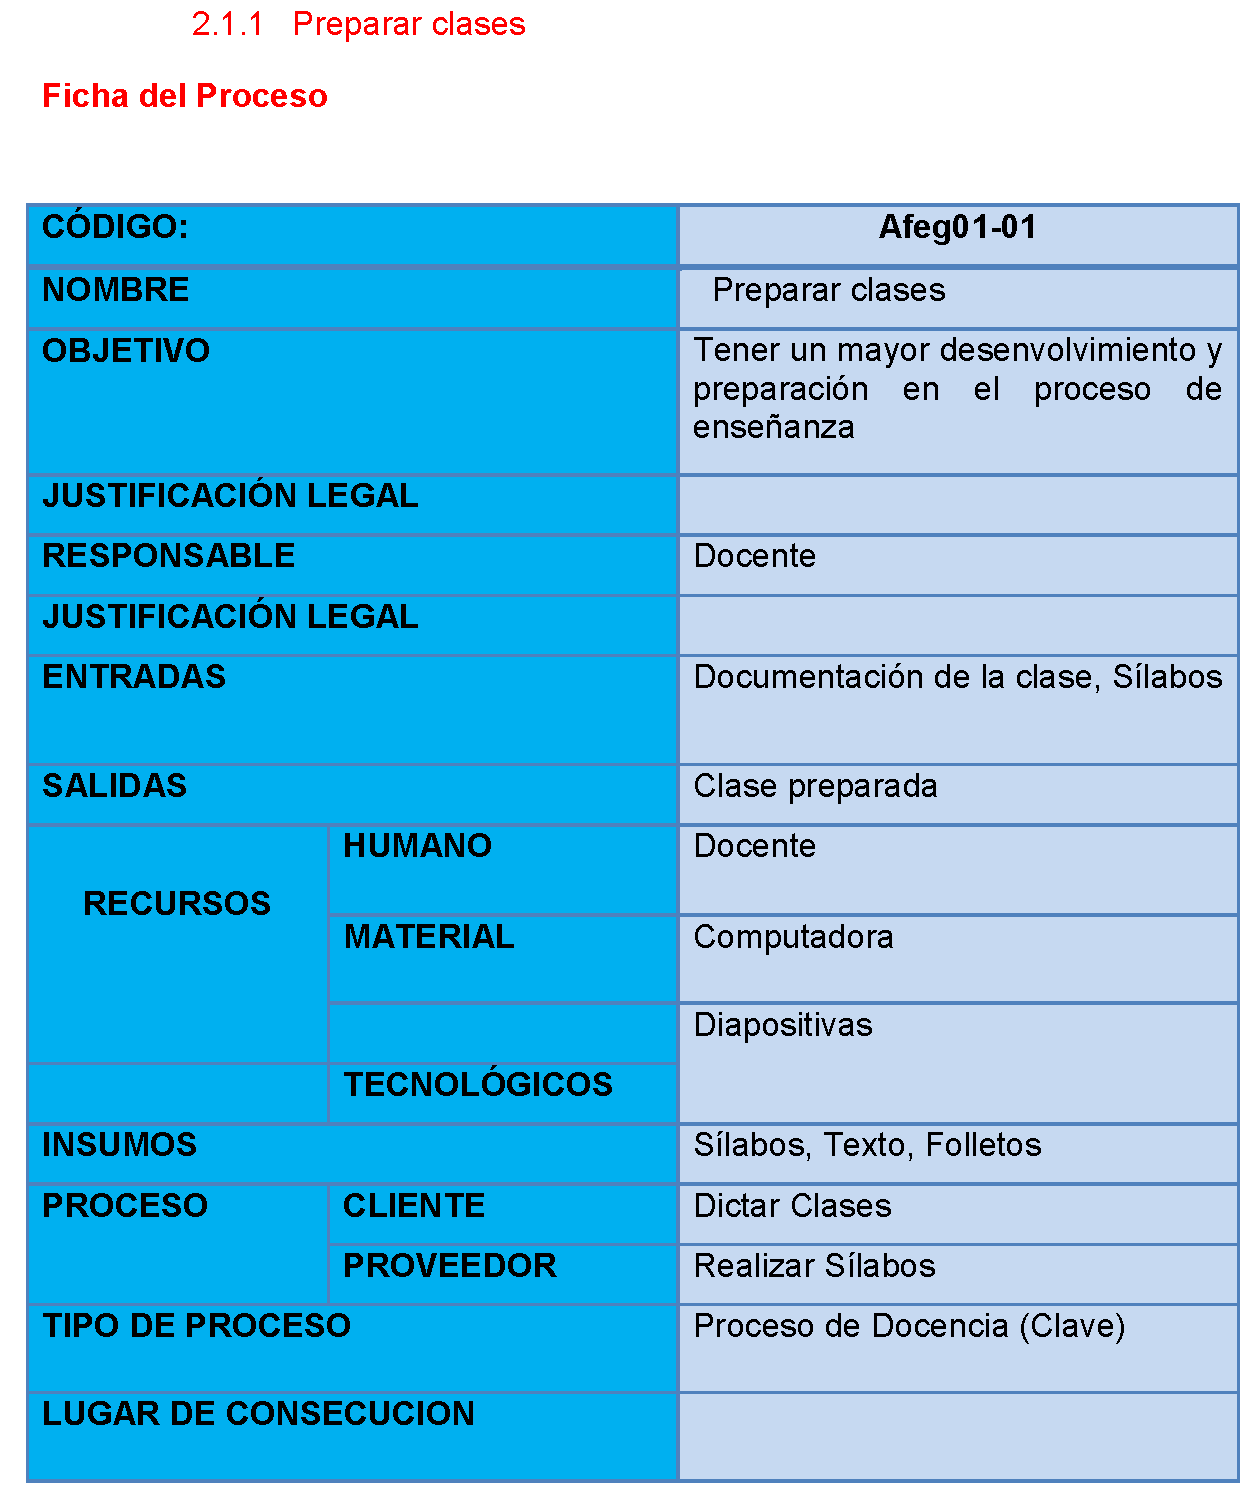 2.1.1 Preparar clases
Ficha del Proceso
CÓDIGO: Afeg01-01
NOMBRE Preparar clases
OBJETIVO Tener un mayor desenvolvimiento y
preparación en el proceso de
enseñanza
JUSTIFICACIÓN LEGAL
RESPONSABLE Docente
JUSTIFICACIÓN LEGAL
ENTRADAS Documentación de la clase, Sílabos
SALIDAS Clase preparada
RECURSOS HUMANO Docente
MATERIAL Computadora
Diapositivas
TECNOLÓGICOS
INSUMOS Sílabos, Texto, Folletos
PROCESO CLIENTE Dictar Clases
PROVEEDOR Realizar Sílabos
TIPO DE PROCESO Proceso de Docencia (Clave)
LUGAR DE CONSECUCION